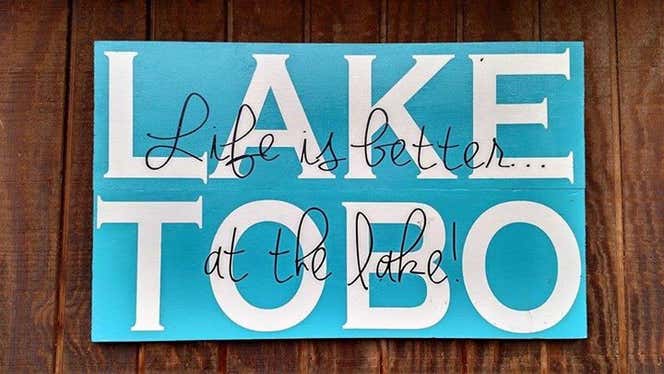 LAKE
Life is better...
TOBO
at the lake!